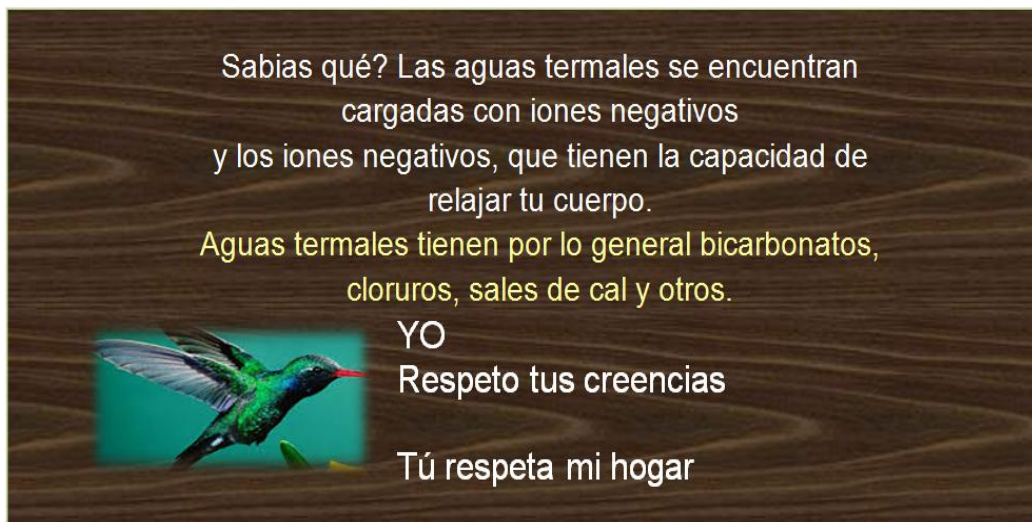 Sabias qué? Las aguas termales se encuentran
cargadas con iones negativos
y los iones negativos, que tienen la capacidad de
relajar tu cuerpo.
Aguas termales tienen por lo general bicarbonatos,
cloruros, sales de cal y otros.
YO
Respeto tus creencias
Tú respeta mi hogar